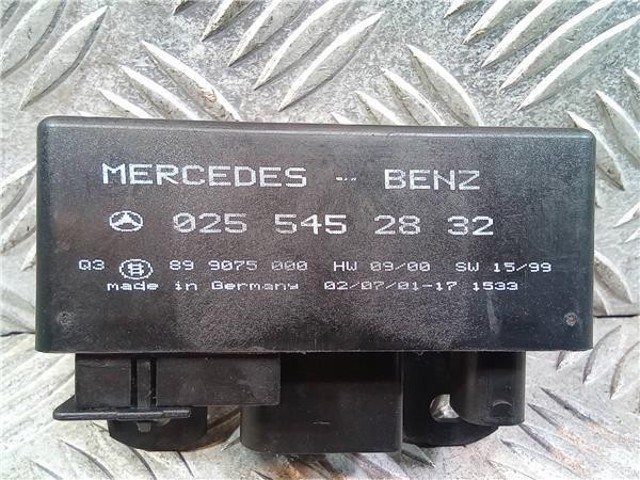 MERCEDES - BENZ
025 545 28 32
Q3 B 89 9075 000 HW 09/00 SW 15/99
made in Germany 02/07/01-17 1533